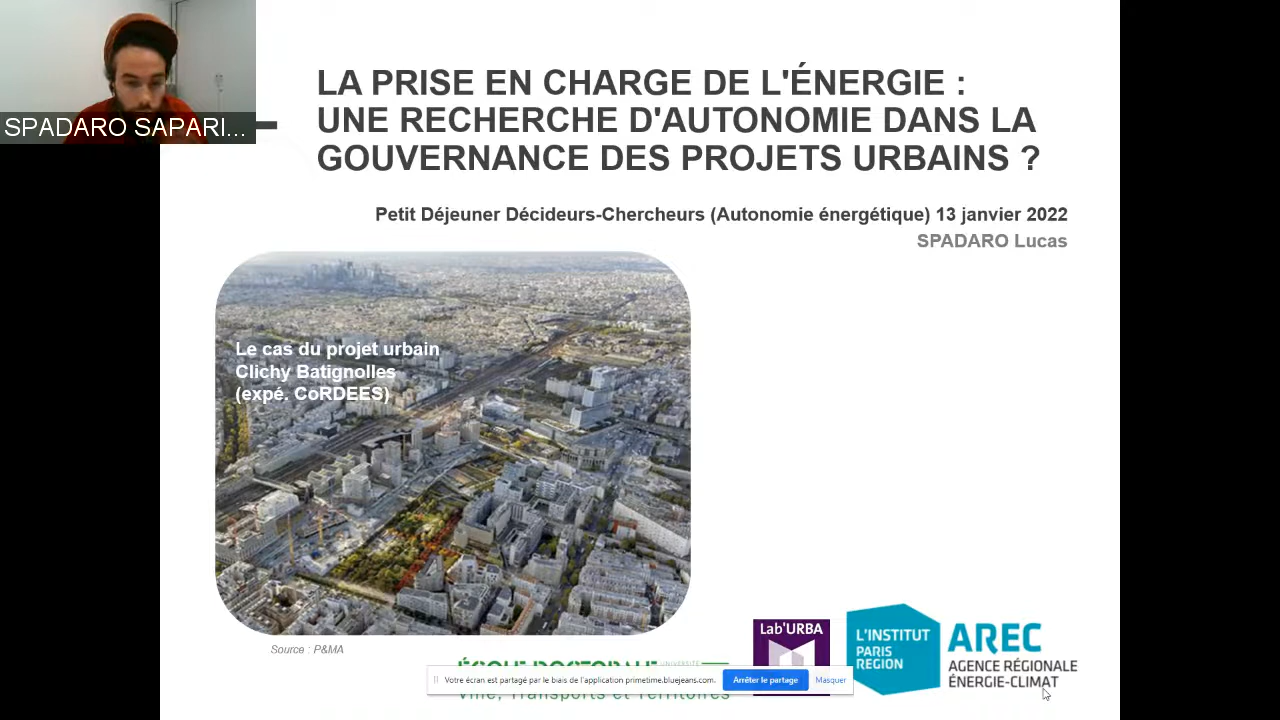 SPADARO SAPARI...
LA PRISE EN CHARGE DE L'ÉNERGIE :
UNE RECHERCHE D'AUTONOMIE DANS LA
GOUVERNANCE DES PROJETS URBAINS ?
Petit Déjeuner Décideurs-Chercheurs (Autonomie énergétique) 13 janvier 2022
SPADARO Lucas
Le cas du projet urbain
Clichy Batignolles
(expé. CoRDEES)
Source : P&MA
Lab'URBA
L'INSTITUT
PARIS
REGION
AREC
AGENCE RÉGIONALE
ÉNERGIE-CLIMAT
ÉCOLE DOCTORALE UNIVERSITÉ
Votre écran est partagé par le biais de l'application primetime.bluejeans.com.
Arrêter le partage
Masquer
Ville, Transports et Territoires